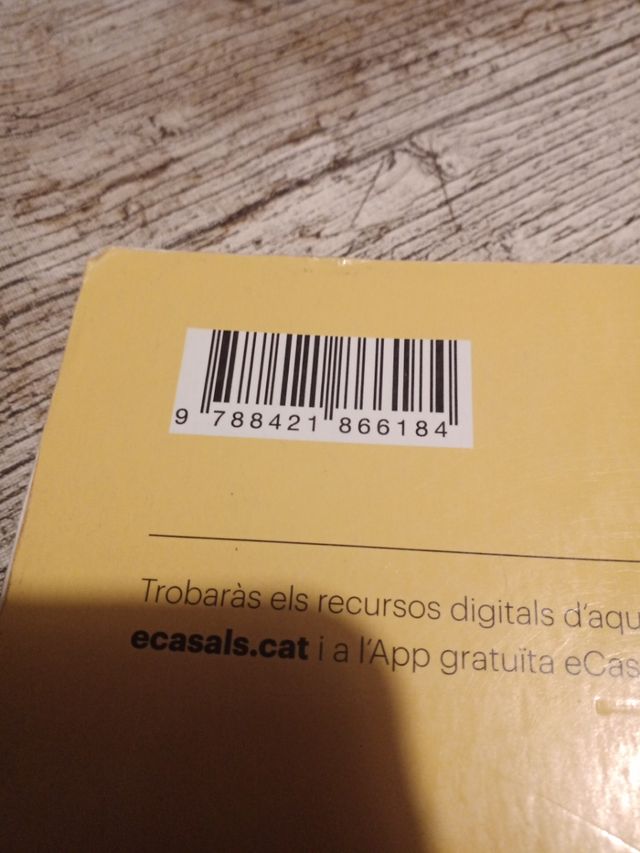 9 788421 866184
Trobaràs els recursos digitals
ecasals.cat i a l'App gratuïta